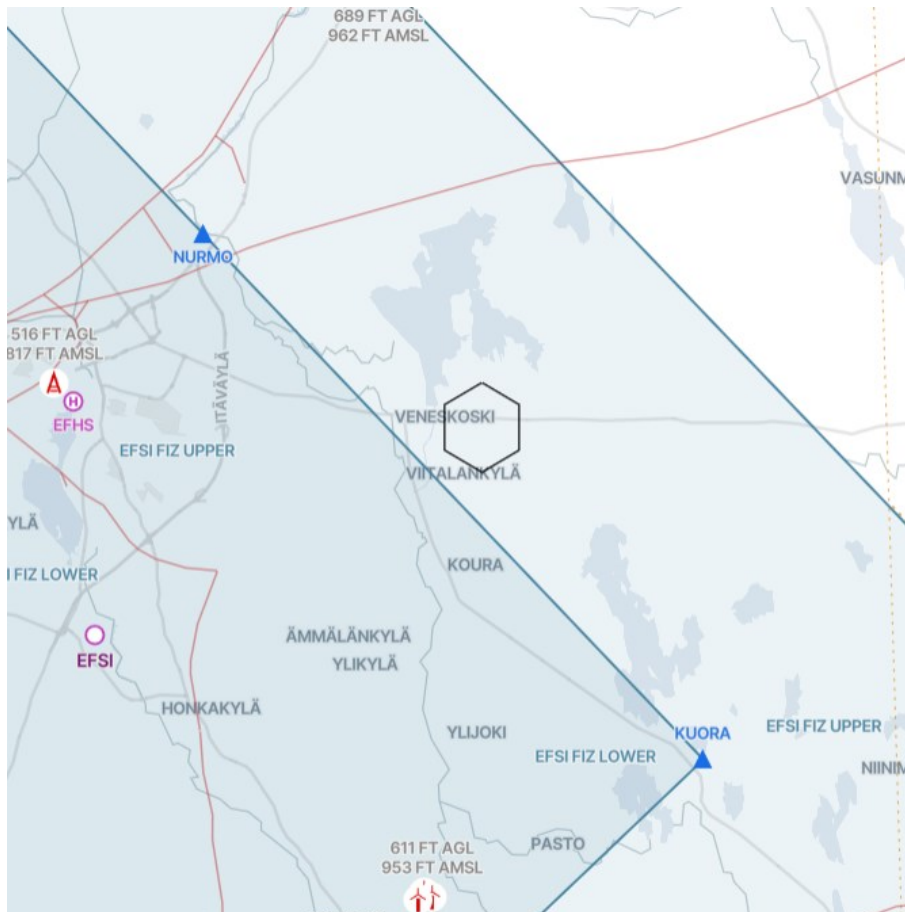 689 FT AGL
962 FT AMSL
VASUNM
NURMO
516 FT AGL
817 FT AMSL
ITÄVÄYLÄ
EFHS
H
VENESKOSKI
EFSI FIZ UPPER
VIITALANKYLÄ
YLÄ
KOURA
I FIZ LOWER
ÄMMÄLÄNKYLÄ
EFSI
YLIKYLÄ
HONKAKYLÄ
KUORA
EFSI FIZ UPPER
YLIJOKI
EFSI FIZ LOWER
NIINIM
PASTO
611 FT AGL
953 FT AMSL